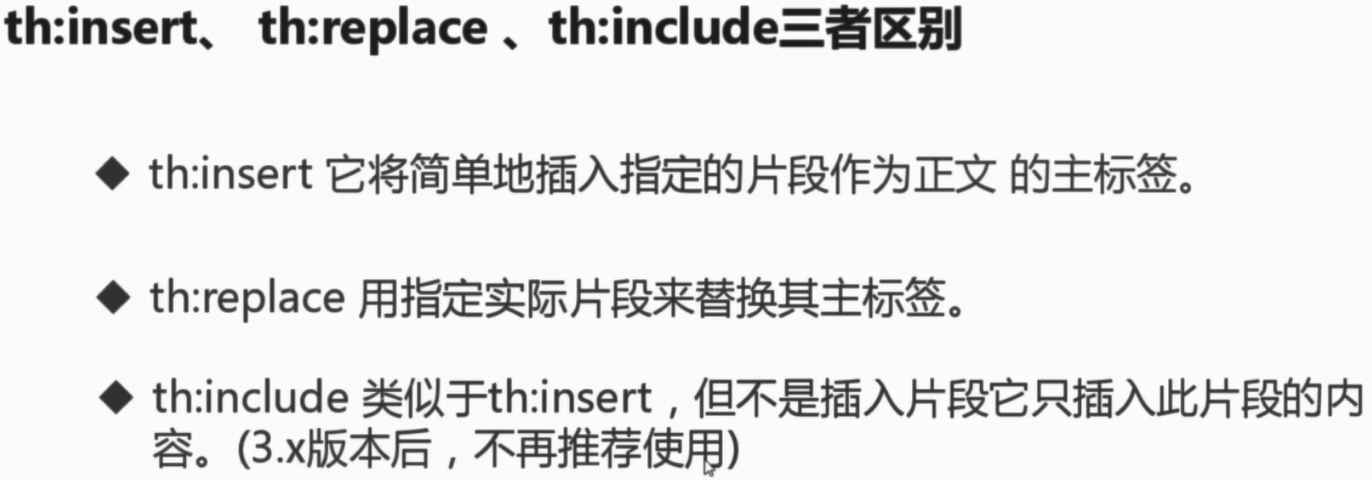 th:insert、 th:replace 、th:include三者区别
◆ th:insert 它将简单地插入指定的片段作为正文 的主标签。
◆ th:replace 用指定实际片段来替换其主标签。
◆ th:include 类似于th:insert，但不是插入片段它只插入此片段的内
容。(3.x版本后，不再推荐使用)